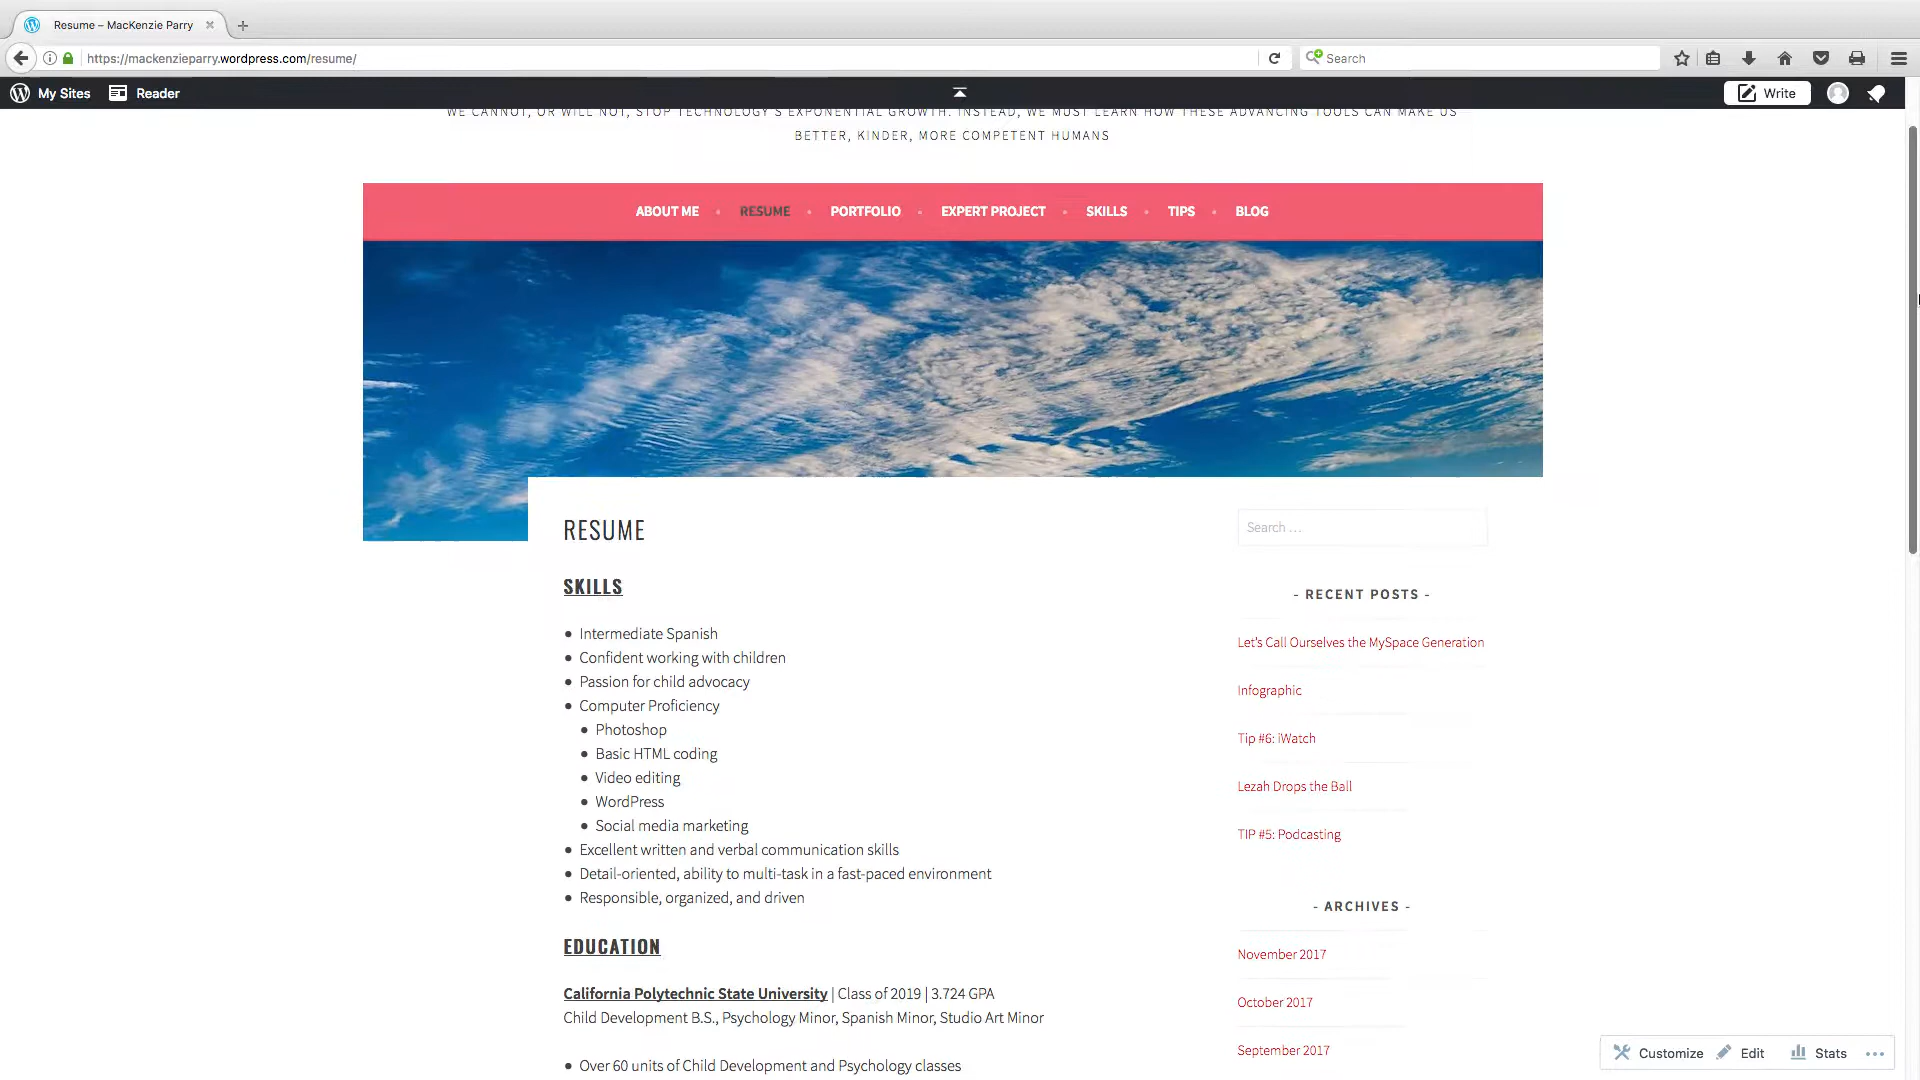 Resume – MacKenzie Parry
https://mackenzieparry.wordpress.com/resume/
Search
My Sites
Reader
Write
WE CANNOT, OR WILL NOT, STOP TECHNOLOGY'S EXPONENTIAL GROWTH. INSTEAD, WE MUST LEARN HOW THESE ADVANCING TOOLS CAN MAKE US
BETTER, KINDER, MORE COMPETENT HUMANS
ABOUT ME • RESUME • PORTFOLIO • EXPERT PROJECT • SKILLS • TIPS • BLOG
RESUME
SKILLS
• Intermediate Spanish
• Confident working with children
• Passion for child advocacy
• Computer Proficiency
• Photoshop
• Basic HTML coding
• Video editing
• WordPress
• Social media marketing
• Excellent written and verbal communication skills
• Detail-oriented, ability to multi-task in a fast-paced environment
• Responsible, organized, and driven
EDUCATION
California Polytechnic State University | Class of 2019 | 3.724 GPA
Child Development B.S., Psychology Minor, Spanish Minor, Studio Art Minor
• Over 60 units of Child Development and Psychology classes
Search …
- RECENT POSTS -
Let's Call Ourselves the MySpace Generation
Infographic
Tip #6: iWatch
Lezah Drops the Ball
TIP #5: Podcasting
- ARCHIVES -
November 2017
October 2017
September 2017
Customize
Edit
Stats